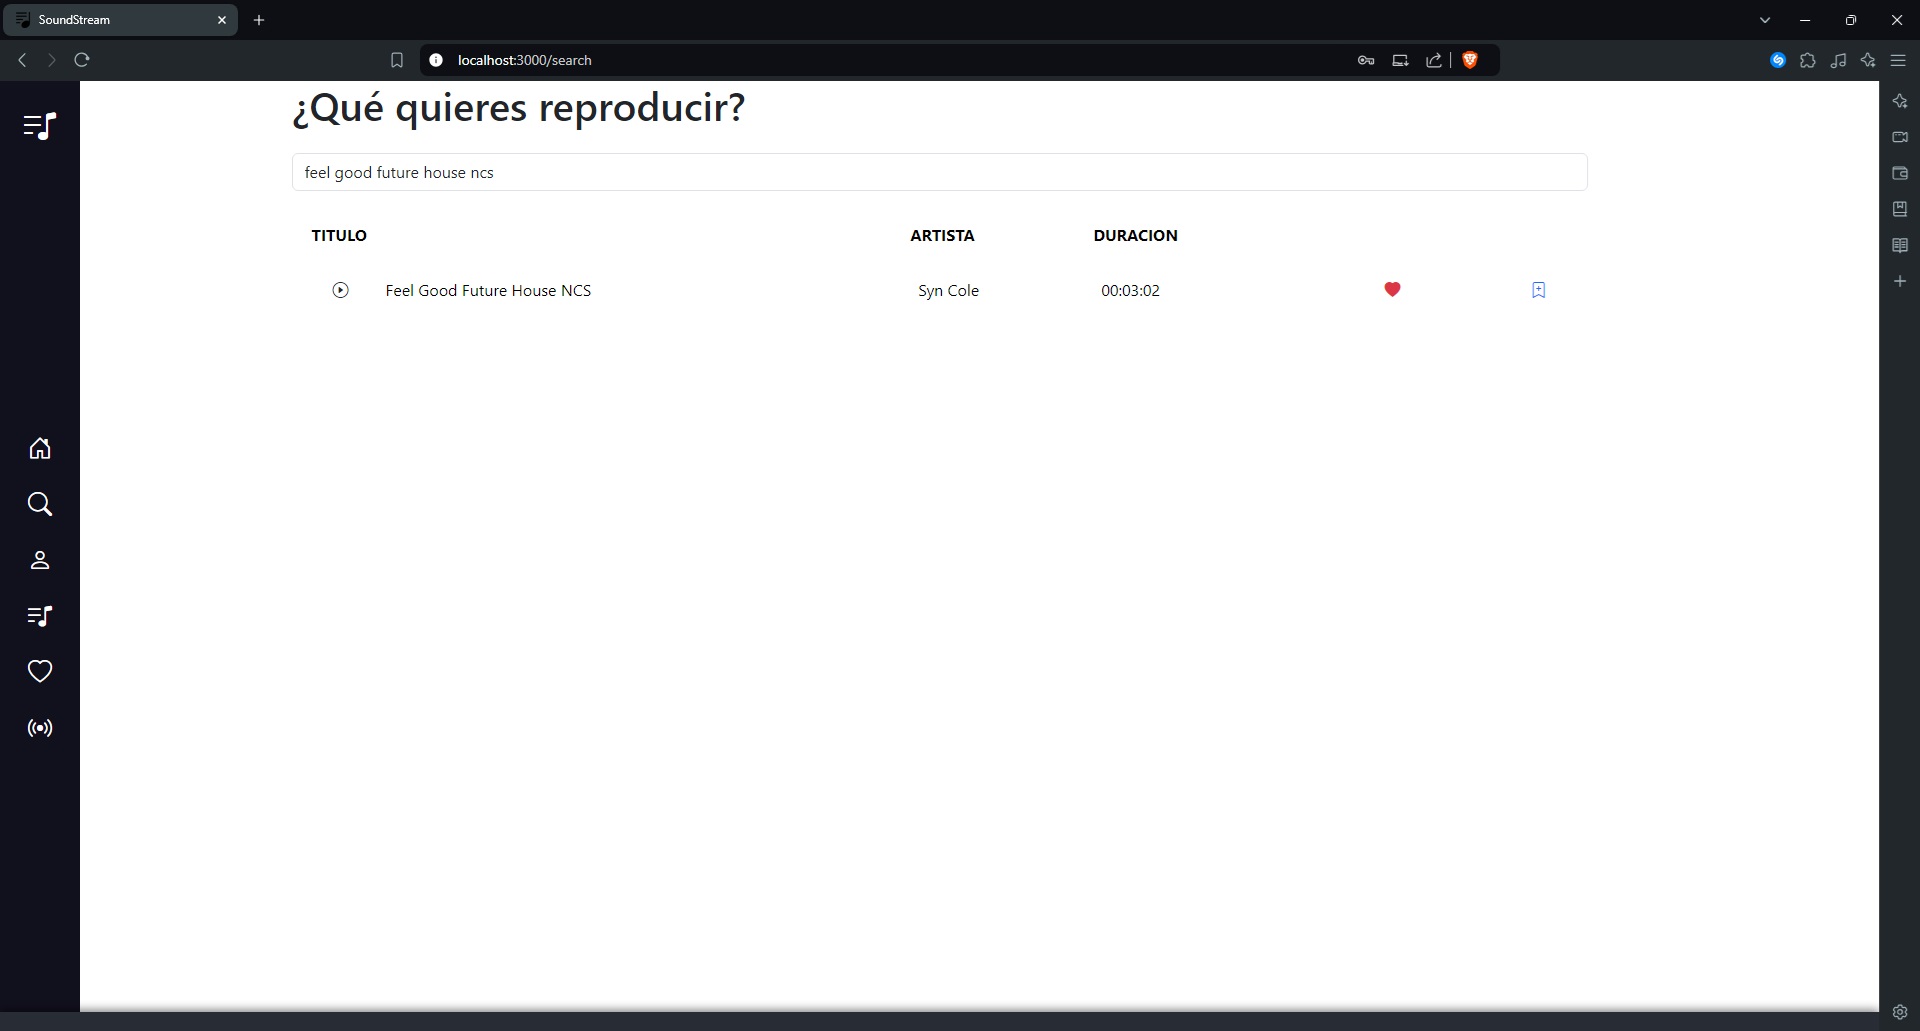 SoundStream
localhost:3000/search
¿Qué quieres reproducir?
feel good future house ncs
TITULO ARTISTA DURACION
Feel Good Future House NCS Syn Cole 00:03:02